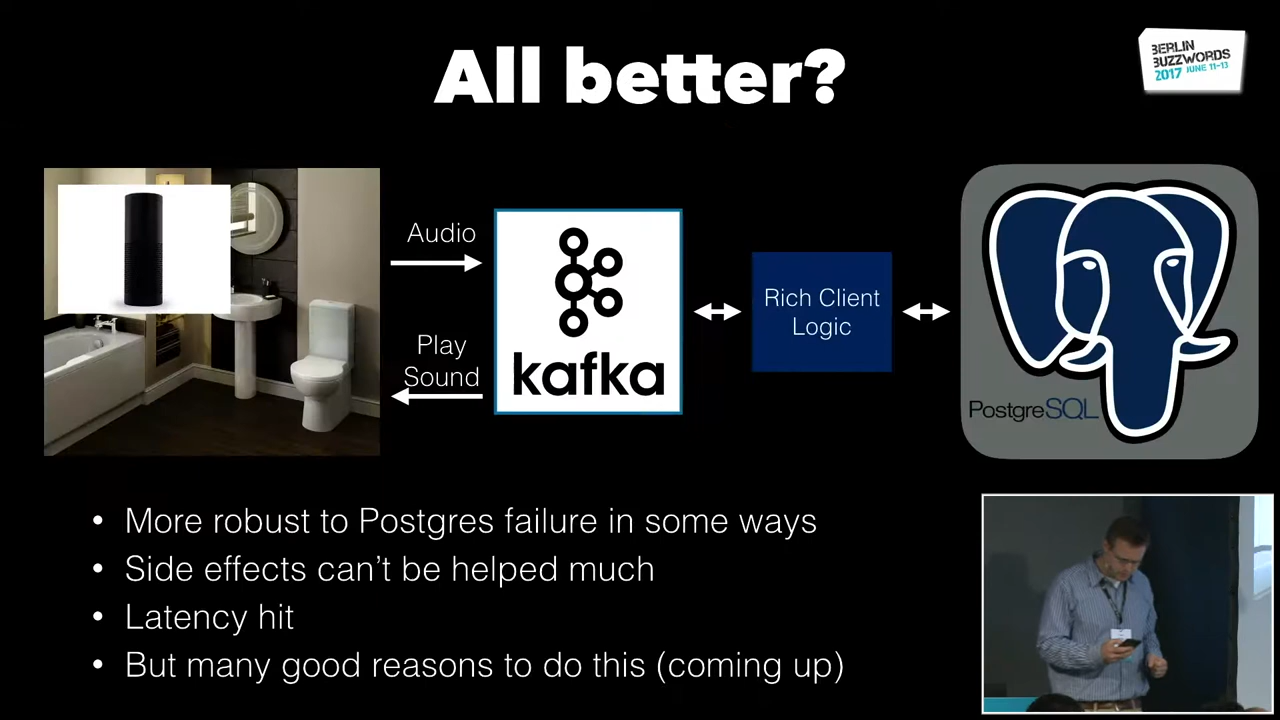 All better?
BERLIN
BUZZWORDS
2017 JUNE 11-13
Audio
Play
Sound
kafka
Rich Client
Logic
PostgreSQL
• More robust to Postgres failure in some ways
• Side effects can't be helped much
• Latency hit
• But many good reasons to do this (coming up)